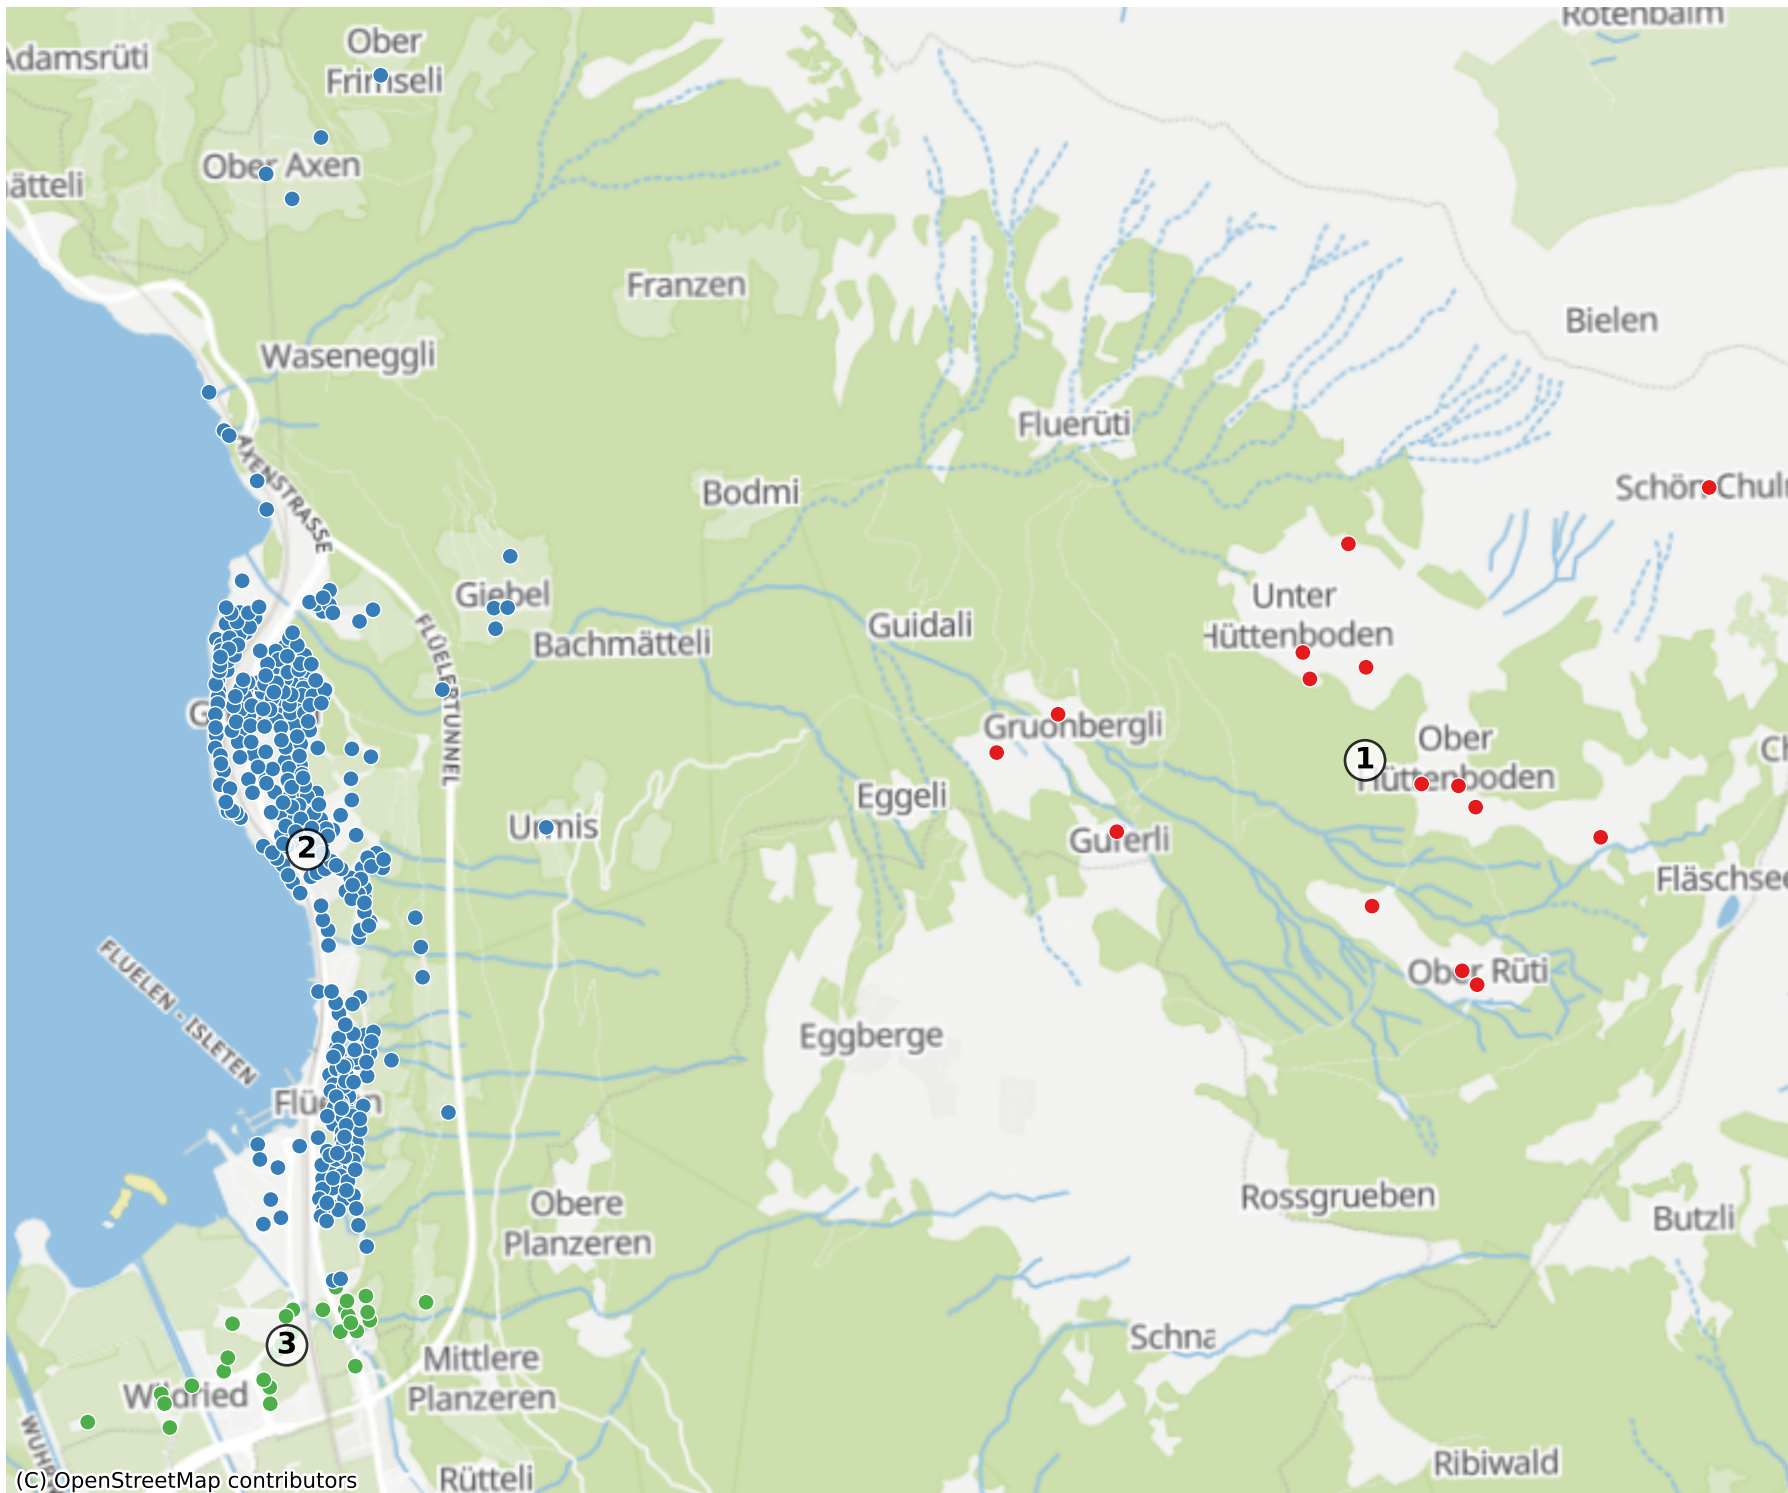 Rotenbalm
Adamsrüti
Ober
Frimseli
Ober Axen
ätteli
Franzen
Bielen
Waseneggli
Fluerüti
AXENSTRASSE
Bodmi
Schön Chul
Giebel
Unter
Hüttenboden
Guidali
Bachmätteli
FLÜELERTUNNEL
Gruonbergli
Ober
Hüttenboden
1
Eggeli
Urmis
Guferli
2
Fläschsee
FLUELEN - ISLETEN
Ober Rüti
Eggberge
Flüelen
Rossgrueben
Obere
Planzeren
Butzli
3
Schna
Mittlere
Planzeren
Wildried
Ribiwald
Rütteli
(C) OpenStreetMap contributors